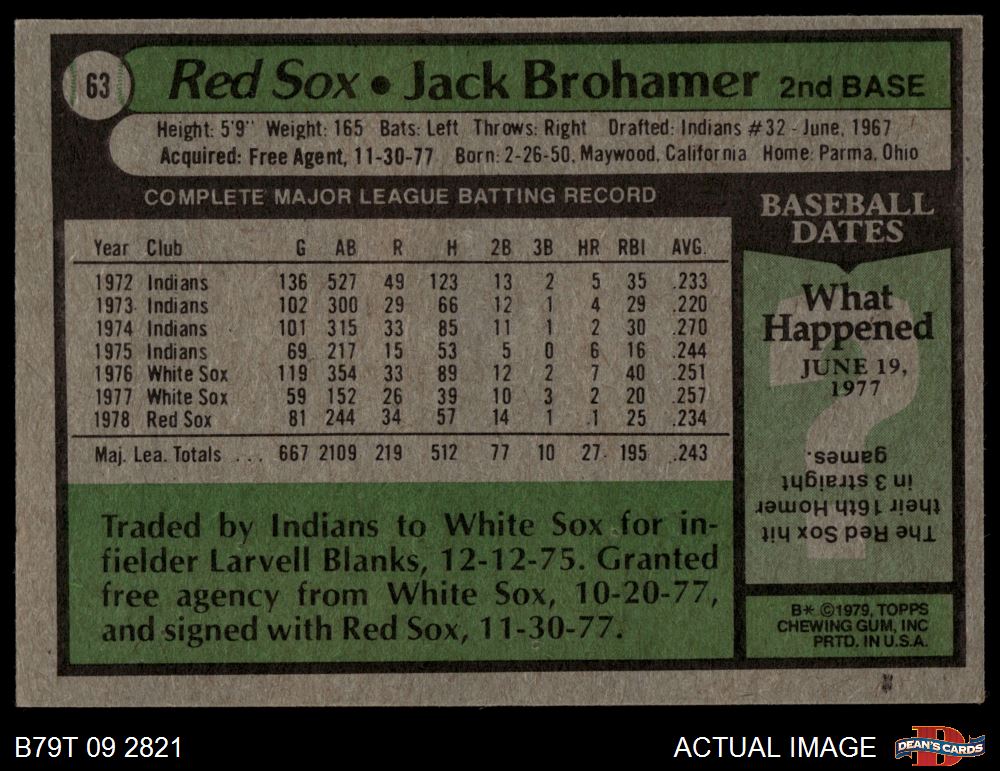 63
Red Sox • Jack Brohamer 2nd BASE
Height: 5'9" Weight: 165 Bats: Left Throws: Right Drafted: Indians #32 - June, 1967
Acquired: Free Agent, 11-30-77 Born: 2-26-50, Maywood, California Home: Parma, Ohio
COMPLETE MAJOR LEAGUE BATTING RECORD
Year Club G AB R H 2B 3B HR RBI AVG.
1972 Indians 136 527 49 123 13 2 5 35 .233
1973 Indians 102 300 29 66 12 1 4 29 .220
1974 Indians 101 315 33 85 11 1 2 30 .270
1975 Indians 69 217 15 53 5 0 6 16 .244
1976 White Sox 119 354 33 89 12 2 7 40 .251
1977 White Sox 59 152 26 39 10 3 2 20 .257
1978 Red Sox 81 244 34 57 14 1 1 25 .234
Maj. Lea. Totals ... 667 2109 219 512 77 10 27 195 .243
Traded by Indians to White Sox for in-
fielder Larvell Blanks, 12-12-75. Granted
free agency from White Sox, 10-20-77,
and signed with Red Sox, 11-30-77.
BASEBALL
DATES
What
Happened
JUNE 19,
1977
?
The Red Sox hit
their 16th Homer
in 3 straight
games.
B* ©1979, TOPPS
CHEWING GUM, INC
PRTD. IN U.S.A.
B79T 09 2821
ACTUAL IMAGE
D
DEAN'S CARDS